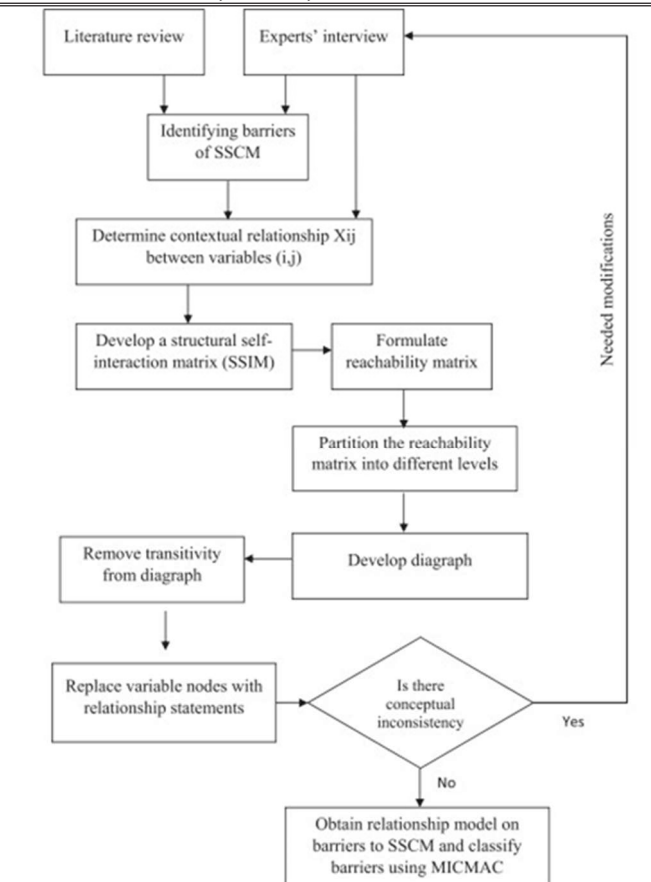 Literature review
Experts' interview
Identifying barriers
of SSCM
Determine contextual relationship Xij
between variables (i,j)
Develop a structural self-
interaction matrix (SSIM)
Formulate
reachability matrix
Partition the reachability
matrix into different levels
Develop diagraph
Remove transitivity
from diagraph
Replace variable nodes with
relationship statements
Is there
conceptual
inconsistency
Yes
Needed modifications
No
Obtain relationship model on
barriers to SSCM and classify
barriers using MICMAC